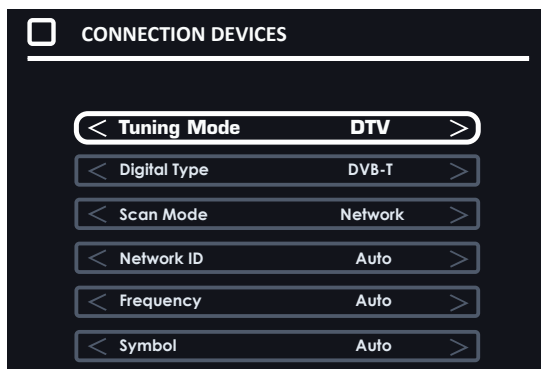 CONNECTION DEVICES
< Tuning Mode DTV >
< Digital Type DVB-T >
< Scan Mode Network >
< Network ID Auto >
< Frequency Auto >
< Symbol Auto >